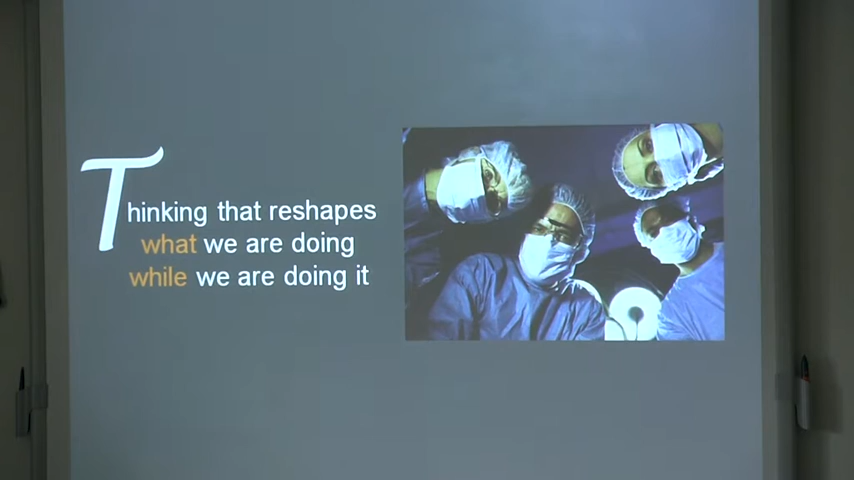 Thinking that reshapes
what we are doing
while we are doing it